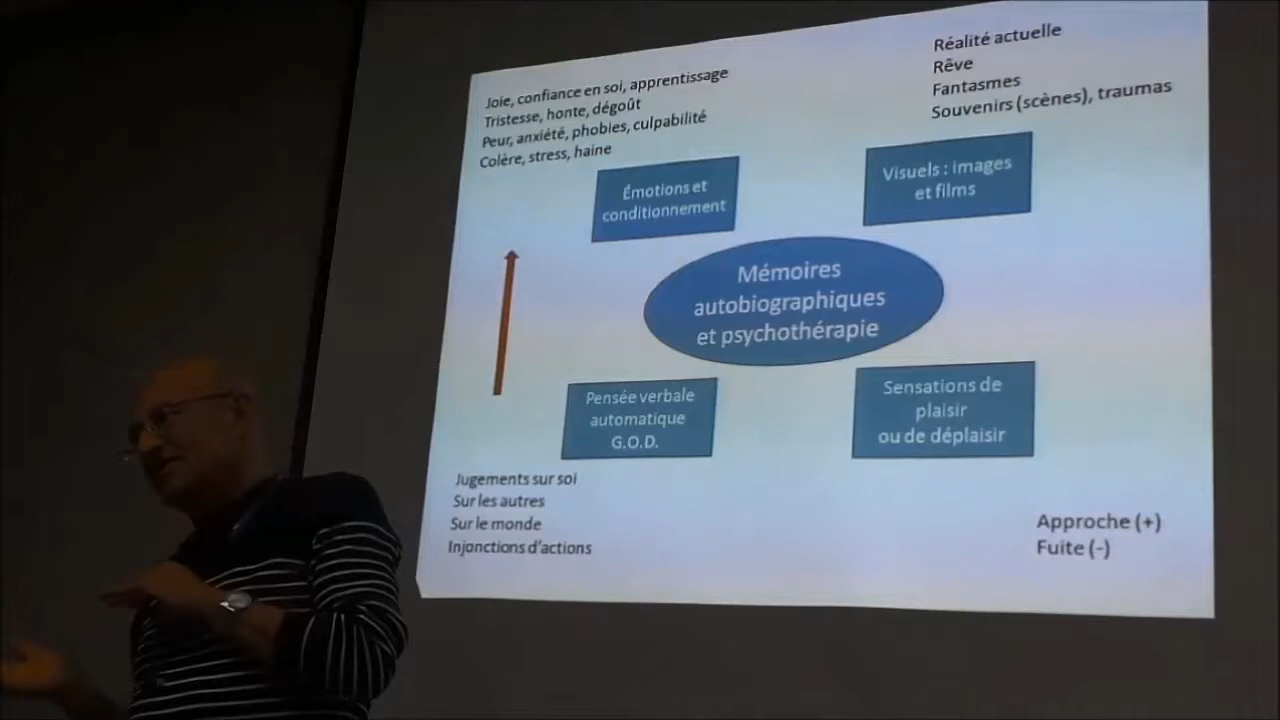 Joie, confiance en soi, apprentissage
Tristesse, honte, dégoût
Peur, anxiété, phobies, culpabilité
Colère, stress, haine
Réalité actuelle
Rêve
Fantasmes
Souvenirs (scènes), traumas
Émotions et
conditionnement
Visuels : images
et films
Mémoires
autobiographiques
et psychothérapie
Pensée verbale
automatique
G.O.D.
Sensations de
plaisir
ou de déplaisir
Jugements sur soi
Sur les autres
Sur le monde
Injonctions d'actions
Approche (+)
Fuite (-)